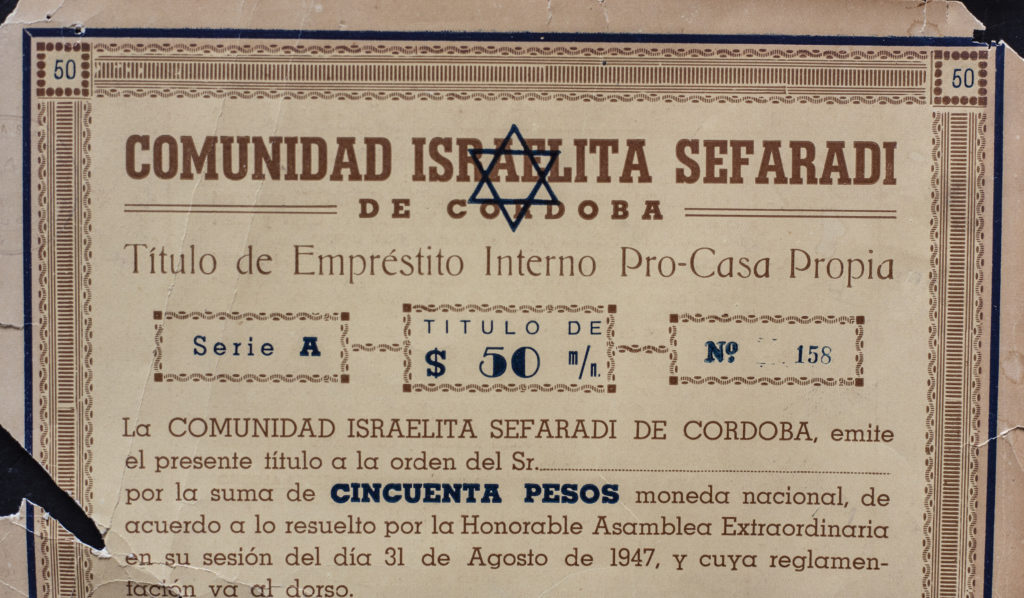 50 50
COMUNIDAD ISRAELITA SEFARADI
DE CORDOBA
Título de Empréstito Interno Pro-Casa Propia
Serie A
TITULO DE
$ 50 m/n.
Nº 158
La COMUNIDAD ISRAELITA SEFARADI DE CORDOBA, emite
el presente título a la orden del Sr.
por la suma de CINCUENTA PESOS moneda nacional, de
acuerdo a lo resuelto por la Honorable Asamblea Extraordinaria
en su sesión del día 31 de Agosto de 1947, y cuya reglamen-
tación va al dorso.